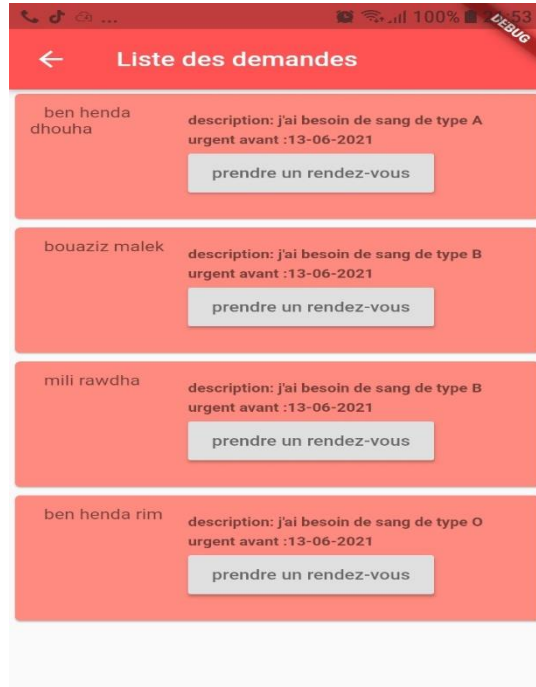 ... 100% 53
DEBUG
Liste des demandes
ben henda
dhouha
description: j'ai besoin de sang de type A
urgent avant :13-06-2021
prendre un rendez-vous
bouaziz malek
description: j'ai besoin de sang de type B
urgent avant :13-06-2021
prendre un rendez-vous
mili rawdha
description: j'ai besoin de sang de type B
urgent avant :13-06-2021
prendre un rendez-vous
ben henda rim
description: j'ai besoin de sang de type O
urgent avant :13-06-2021
prendre un rendez-vous